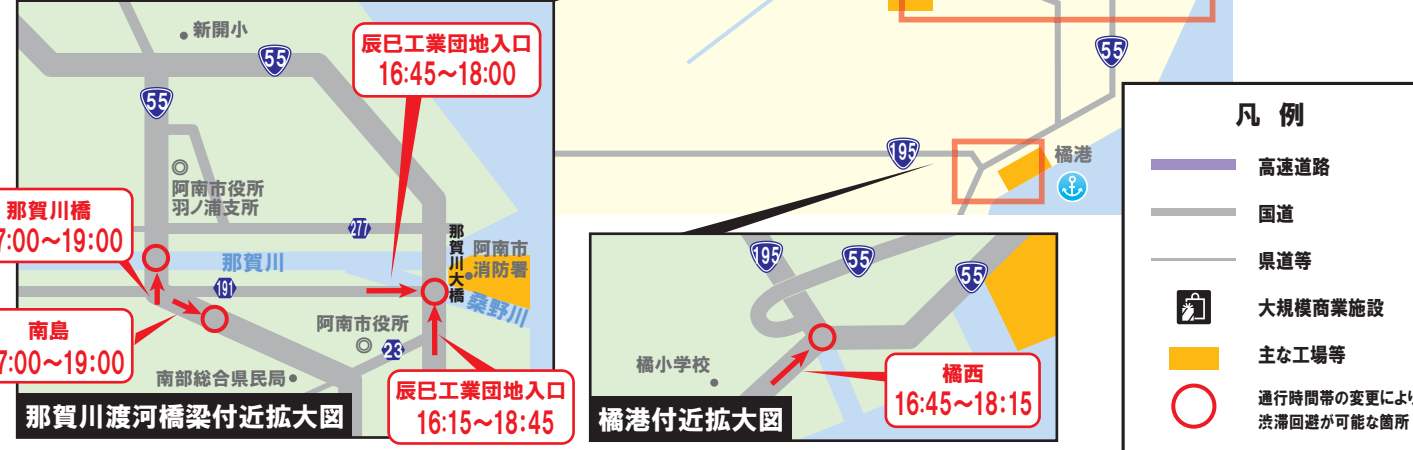 新開小
55
55
辰巳工業団地入口
16:45～18:00
阿南市役所
羽ノ浦支所
那賀川橋
7:00～19:00
277
那賀川
191
那賀川大橋
阿南市
消防署
桑野川
南島
7:00～19:00
阿南市役所
23
南部総合県民局
辰巳工業団地入口
16:15～18:45
那賀川渡河橋梁付近拡大図
55
195
橘港
195
55
55
橘小学校
橘西
16:45～18:15
橘港付近拡大図
凡例
高速道路
国道
県道等
大規模商業施設
主な工場等
通行時間帯の変更により
渋滞回避が可能な箇所